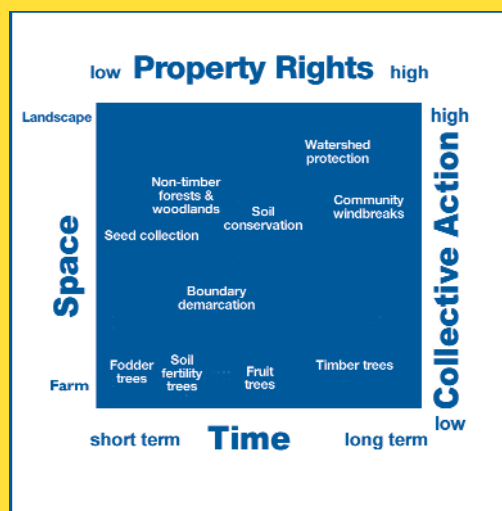 low Property Rights high
Landscape
high
Watershed
protection
Non-timber
forests &
woodlands
Community
windbreaks
Soil
conservation
Seed collection
Space
Collective Action
Boundary
demarcation
Fodder
trees
Soil
fertility
trees
Fruit
trees
Timber trees
Farm
low
short term Time long term